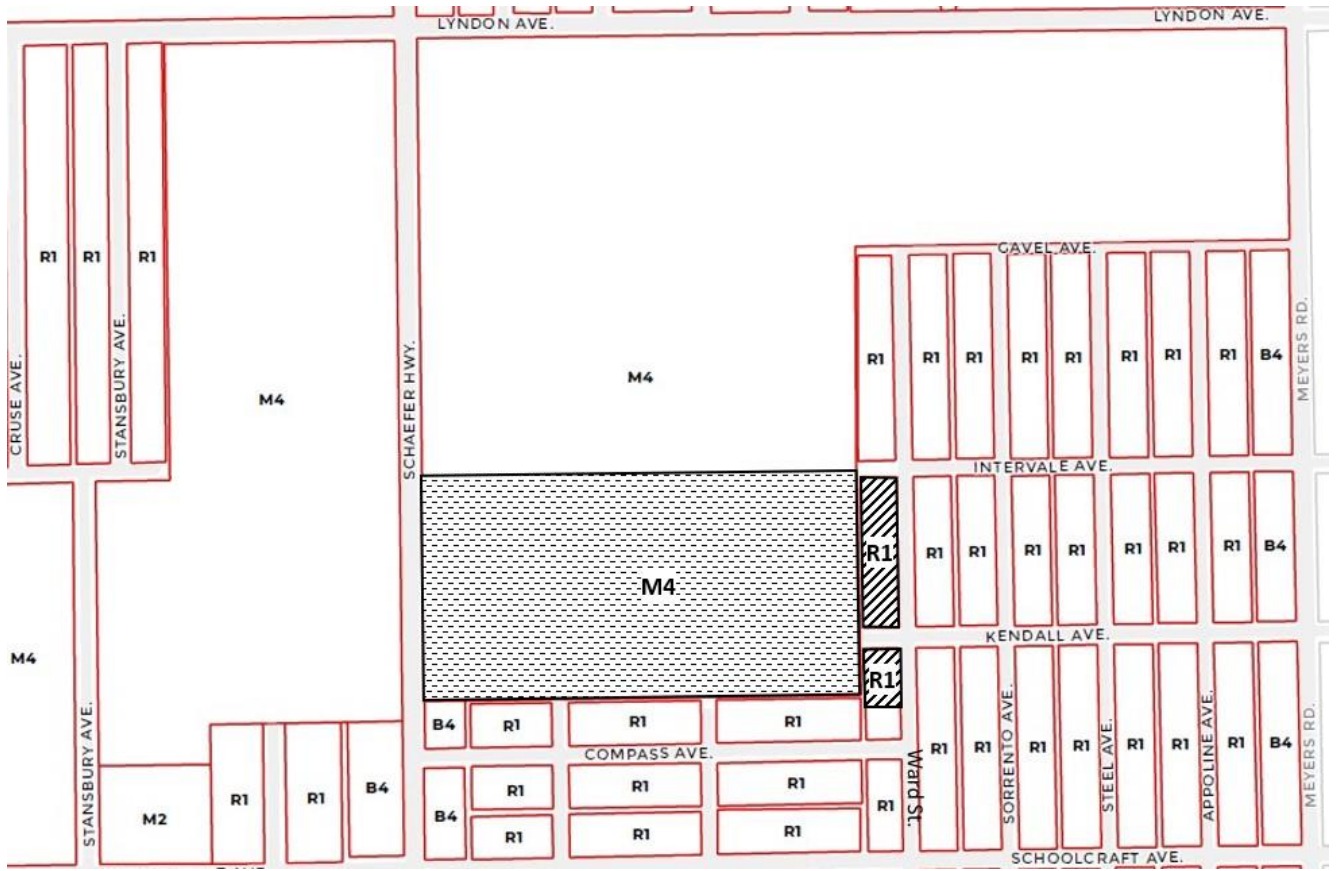 LYNDON AVE.
LYNDON AVE.
R1
R1
R1
GAVEL AVE.
CRUSE AVE.
STANSBURY AVE.
M4
SCHAEFER HWY.
M4
R1
R1
R1
R1
R1
R1
R1
R1
B4
MEYERS RD.
INTERVALE AVE.
M4
R1
R1
R1
R1
R1
R1
R1
R1
B4
KENDALL AVE.
M4
R1
STANSBURY AVE.
B4
R1
R1
R1
COMPASS AVE.
Ward St.
R1
R1
SORRENTO AVE.
R1
R1
STEEL AVE.
R1
R1
APPOLINE AVE.
R1
B4
MEYERS RD.
M2
R1
R1
B4
B4
R1
R1
R1
R1
R1
R1
R1
SCHOOLCRAFT AVE.